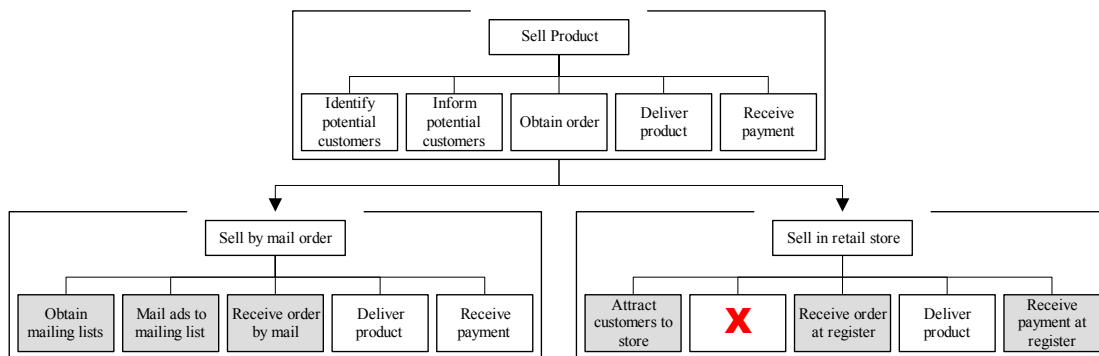 Sell Product
Identify
potential
customers
Inform
potential
customers
Obtain order
Deliver
product
Receive
payment
Sell by mail order
Obtain
mailing lists
Mail ads to
mailing list
Receive order
by mail
Deliver
product
Receive
payment
Sell in retail store
Attract
customers to
store
X
Receive order
at register
Deliver
product
Receive
payment at
register